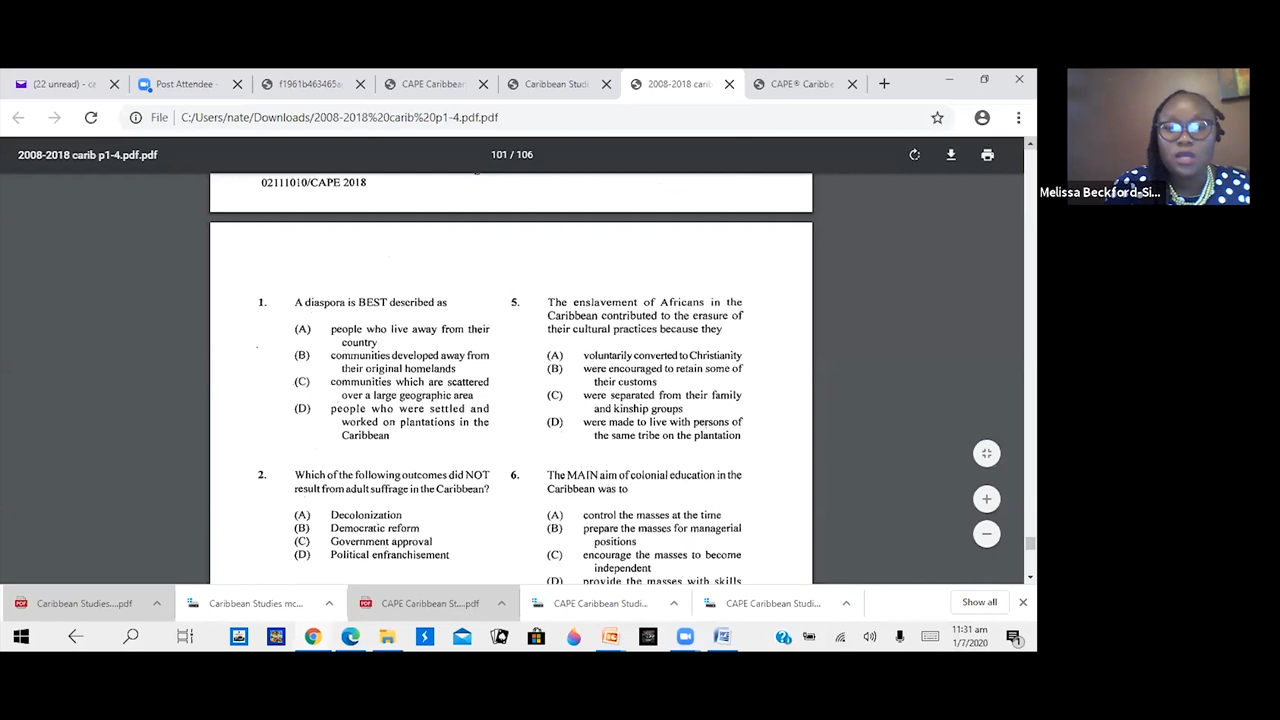 (22 unread) - ca
Post Attendee -
f1961b463465a
CAPE Caribbean
Caribbean Studi
2008-2018 carib
CAPE® Caribbe
File C:/Users/nate/Downloads/2008-2018%20carib%20p1-4.pdf.pdf
2008-2018 carib p1-4.pdf.pdf
101 / 106
02111010/CAPE 2018
1. A diaspora is BEST described as
(A) people who live away from their
country
(B) communities developed away from
their original homelands
(C) communities which are scattered
over a large geographic area
(D) people who were settled and
worked on plantations in the
Caribbean
2. Which of the following outcomes did NOT
result from adult suffrage in the Caribbean?
(A) Decolonization
(B) Democratic reform
(C) Government approval
(D) Political enfranchisement
5. The enslavement of Africans in the
Caribbean contributed to the erasure of
their cultural practices because they
(A) voluntarily converted to Christianity
(B) were encouraged to retain some of
their customs
(C) were separated from their family
and kinship groups
(D) were made to live with persons of
the same tribe on the plantation
6. The MAIN aim of colonial education in the
Caribbean was to
(A) control the masses at the time
(B) prepare the masses for managerial
positions
(C) encourage the masses to become
independent
(D) provide the masses with skills
Melissa Beckford-Si...
Caribbean Studies....pdf
Caribbean Studies mc...
CAPE Caribbean St....pdf
CAPE Caribbean Studi...
CAPE Caribbean Studi...
Show all
11:31 am
1/7/2020